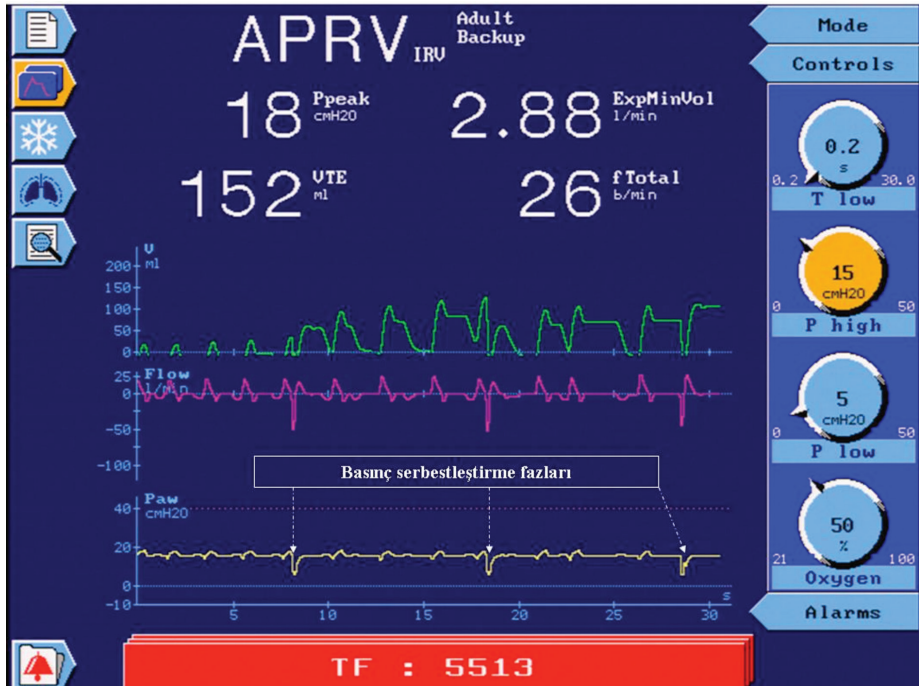 APRV IRV Adult
Backup
Mode
Controls
18 Ppeak
cmH2O
2.88 ExpMinVol
l/min
152 VTE
ml
26 fTotal
b/min
0.2
s
0.2 30.0
T low
15
cmH2O
0 50
P high
5
cmH2O
0 50
P low
50
%
21 100
Oxygen
Alarms
V
ml
200
150
100
50
0
Flow
l/min
25
0
-50
-100
Basınç serbestleştirme fazları
Paw
cmH2O
40
20
0
-10
5 10 15 20 25 30 s
TF : 5513